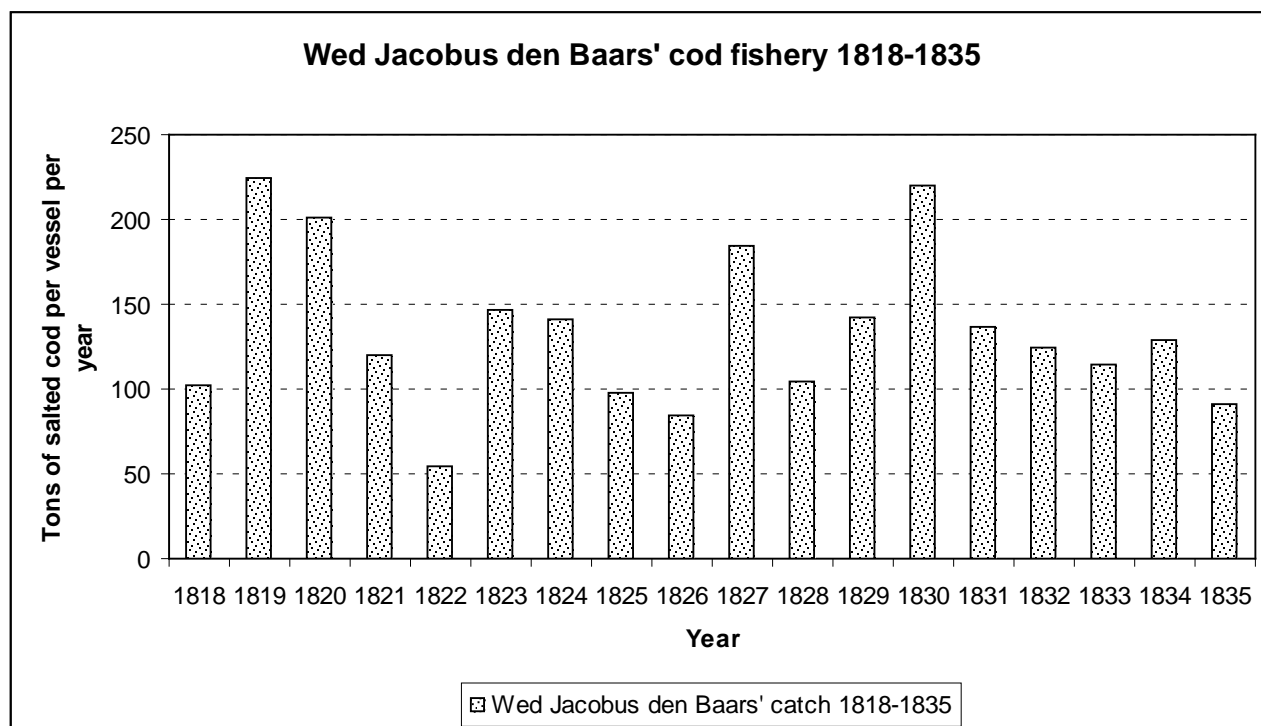 Wed Jacobus den Baars' cod fishery 1818-1835
Tons of salted cod per vessel per
year
250
200
150
100
50
0
1818 1819 1820 1821 1822 1823 1824 1825 1826 1827 1828 1829 1830 1831 1832 1833 1834 1835
Year
Wed Jacobus den Baars' catch 1818-1835